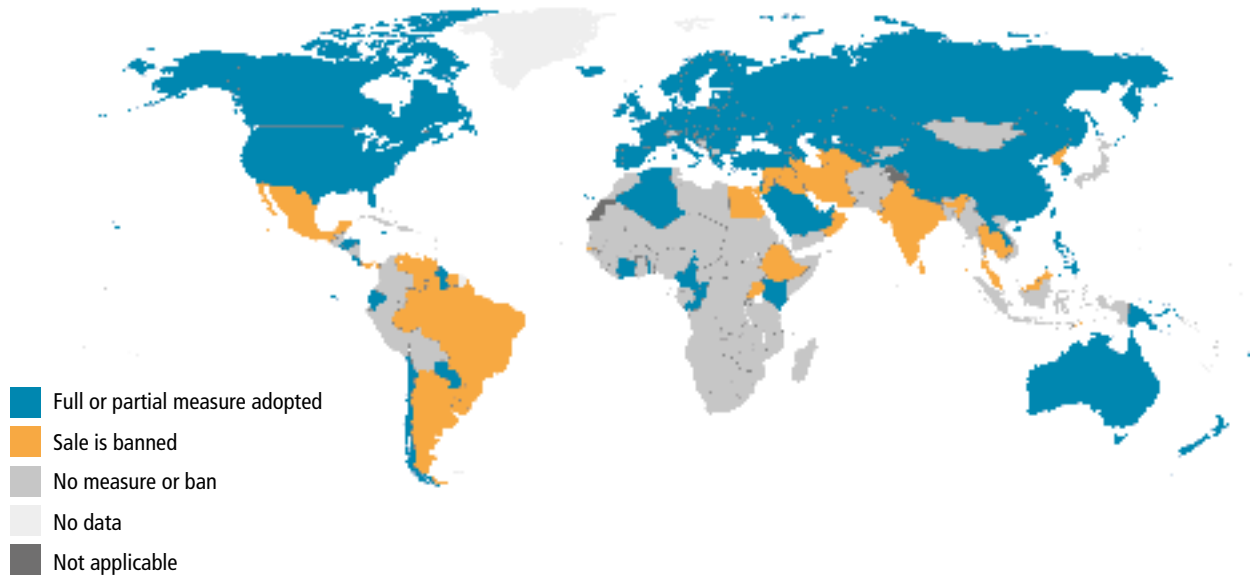 Full or partial measure adopted
Sale is banned
No measure or ban
No data
Not applicable